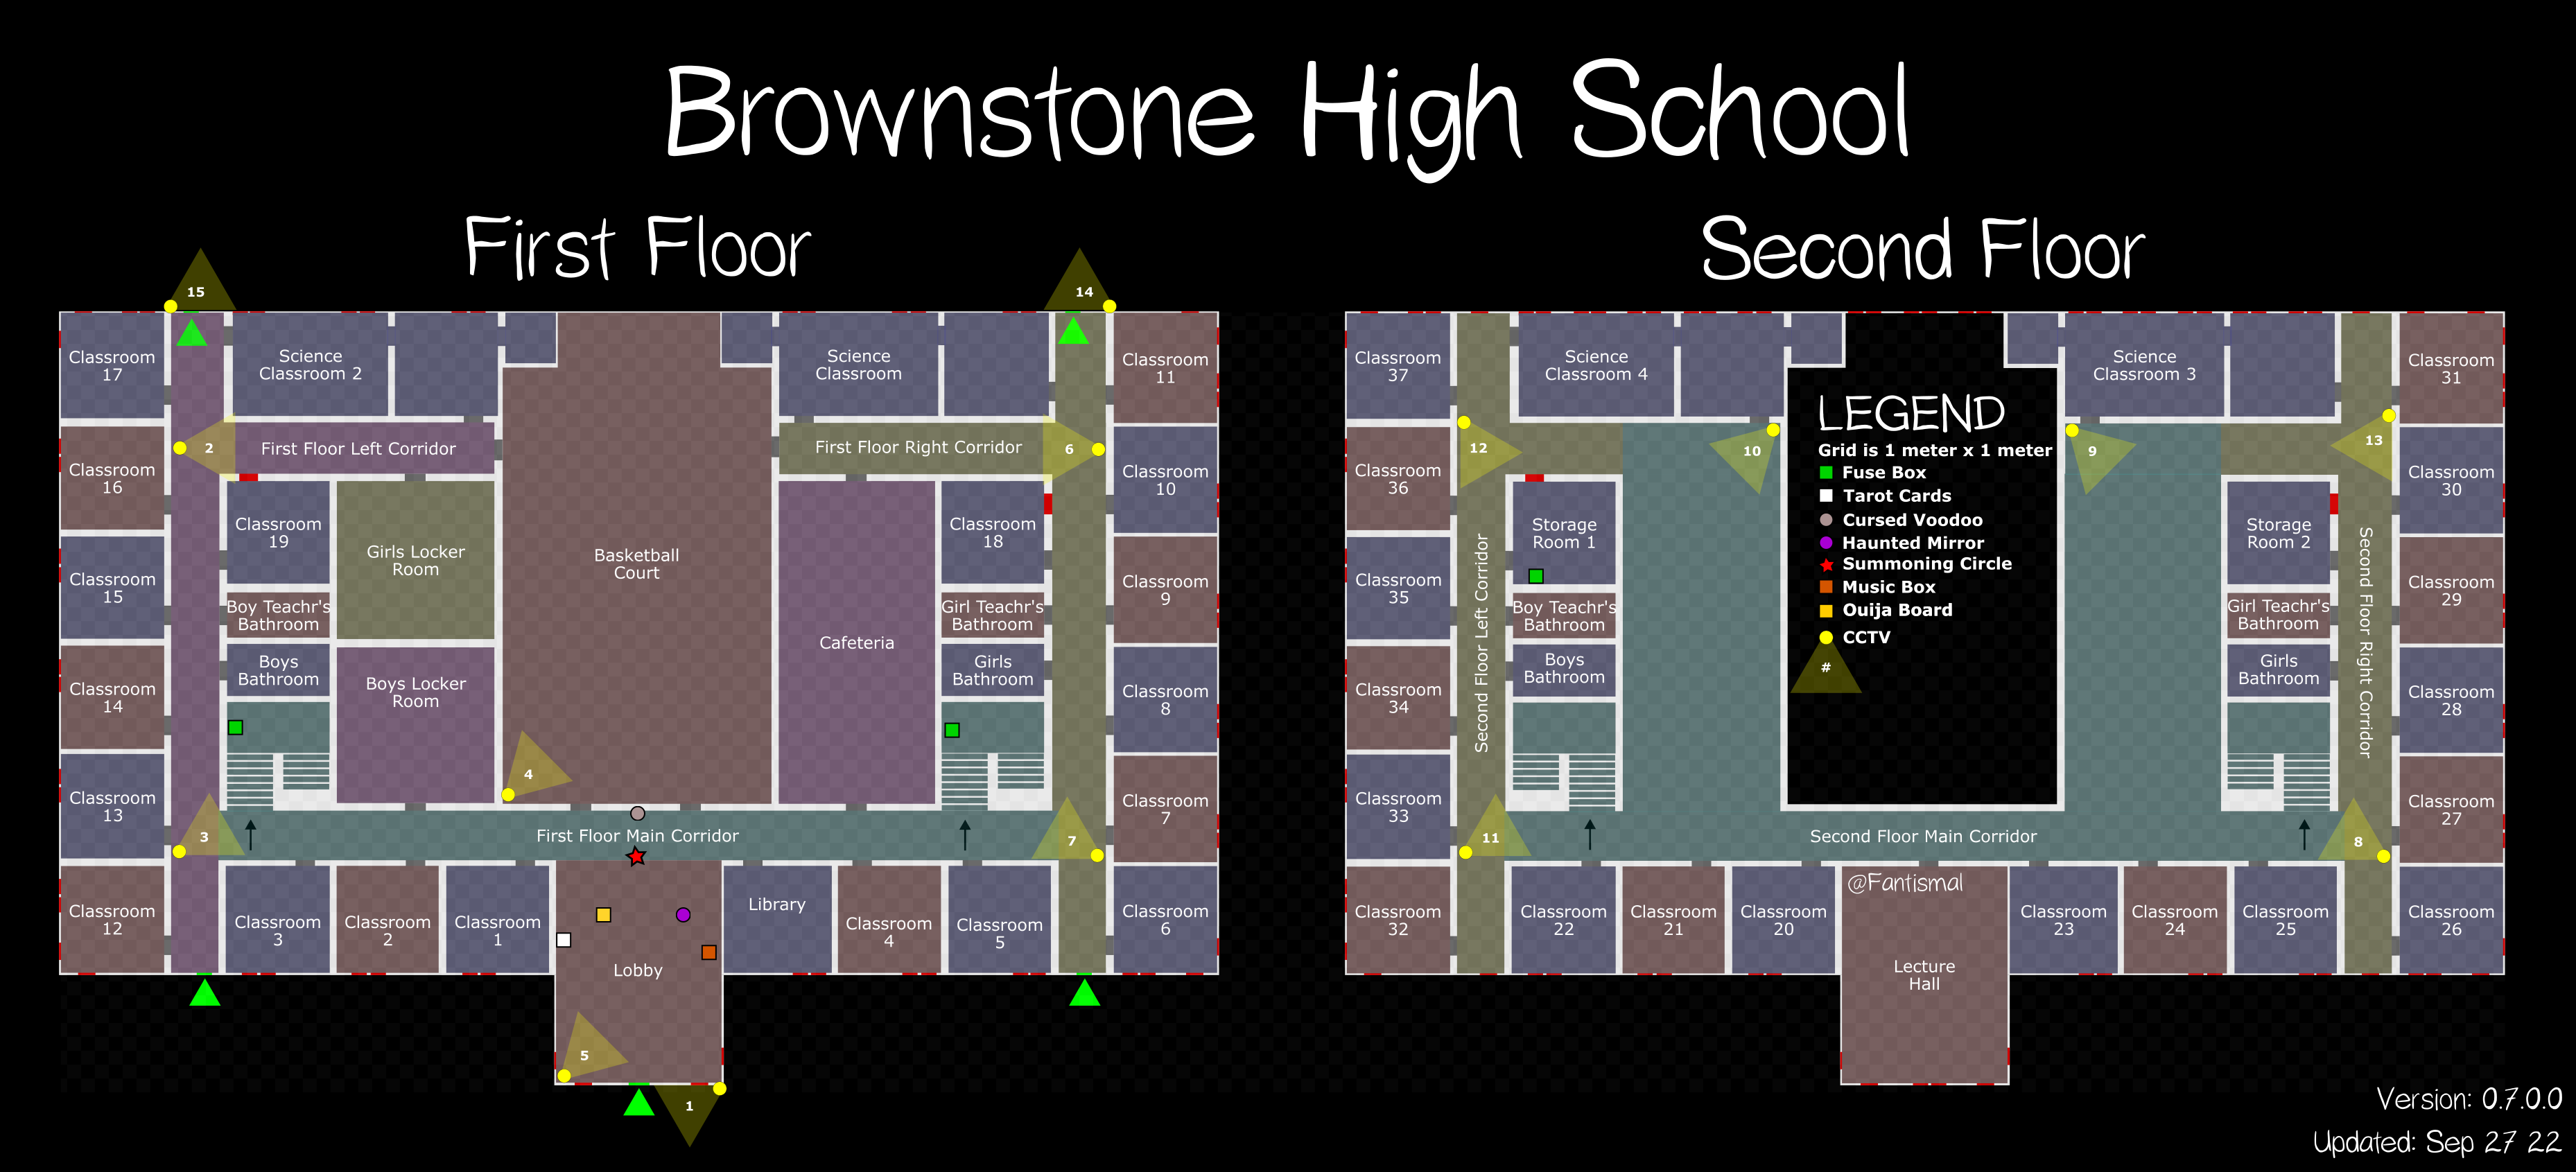 Brownstone High School
First Floor
Second Floor
15
14
Classroom
17
Science
Classroom 2
Science
Classroom
Classroom
11
2
First Floor Left Corridor
First Floor Right Corridor
6
Classroom
16
Classroom
10
Classroom
19
Girls Locker
Room
Basketball
Court
Classroom
18
Classroom
15
Classroom
9
Boy Teachr's
Bathroom
Girl Teachr's
Bathroom
Cafeteria
Boys
Bathroom
Boys Locker
Room
Girls
Bathroom
Classroom
14
Classroom
8
4
Classroom
13
Classroom
7
3
First Floor Main Corridor
7
Classroom
12
Classroom
3
Classroom
2
Classroom
1
Library
Classroom
4
Classroom
5
Classroom
6
Lobby
5
1
Classroom
37
Science
Classroom 4
Science
Classroom 3
Classroom
31
LEGEND
Grid is 1 meter x 1 meter
Fuse Box
Tarot Cards
Cursed Voodoo
Haunted Mirror
Summoning Circle
Music Box
Ouija Board
CCTV
#
12
10
9
13
Classroom
36
Classroom
30
Storage
Room 1
Storage
Room 2
Second Floor Left Corridor
Second Floor Right Corridor
Classroom
35
Classroom
29
Boy Teachr's
Bathroom
Girl Teachr's
Bathroom
Boys
Bathroom
Girls
Bathroom
Classroom
34
Classroom
28
Classroom
33
Classroom
27
11
Second Floor Main Corridor
8
@Fantismal
Classroom
32
Classroom
22
Classroom
21
Classroom
20
Classroom
23
Classroom
24
Classroom
25
Classroom
26
Lecture
Hall
Version: 0.7.0.0
Updated: Sep 27 22